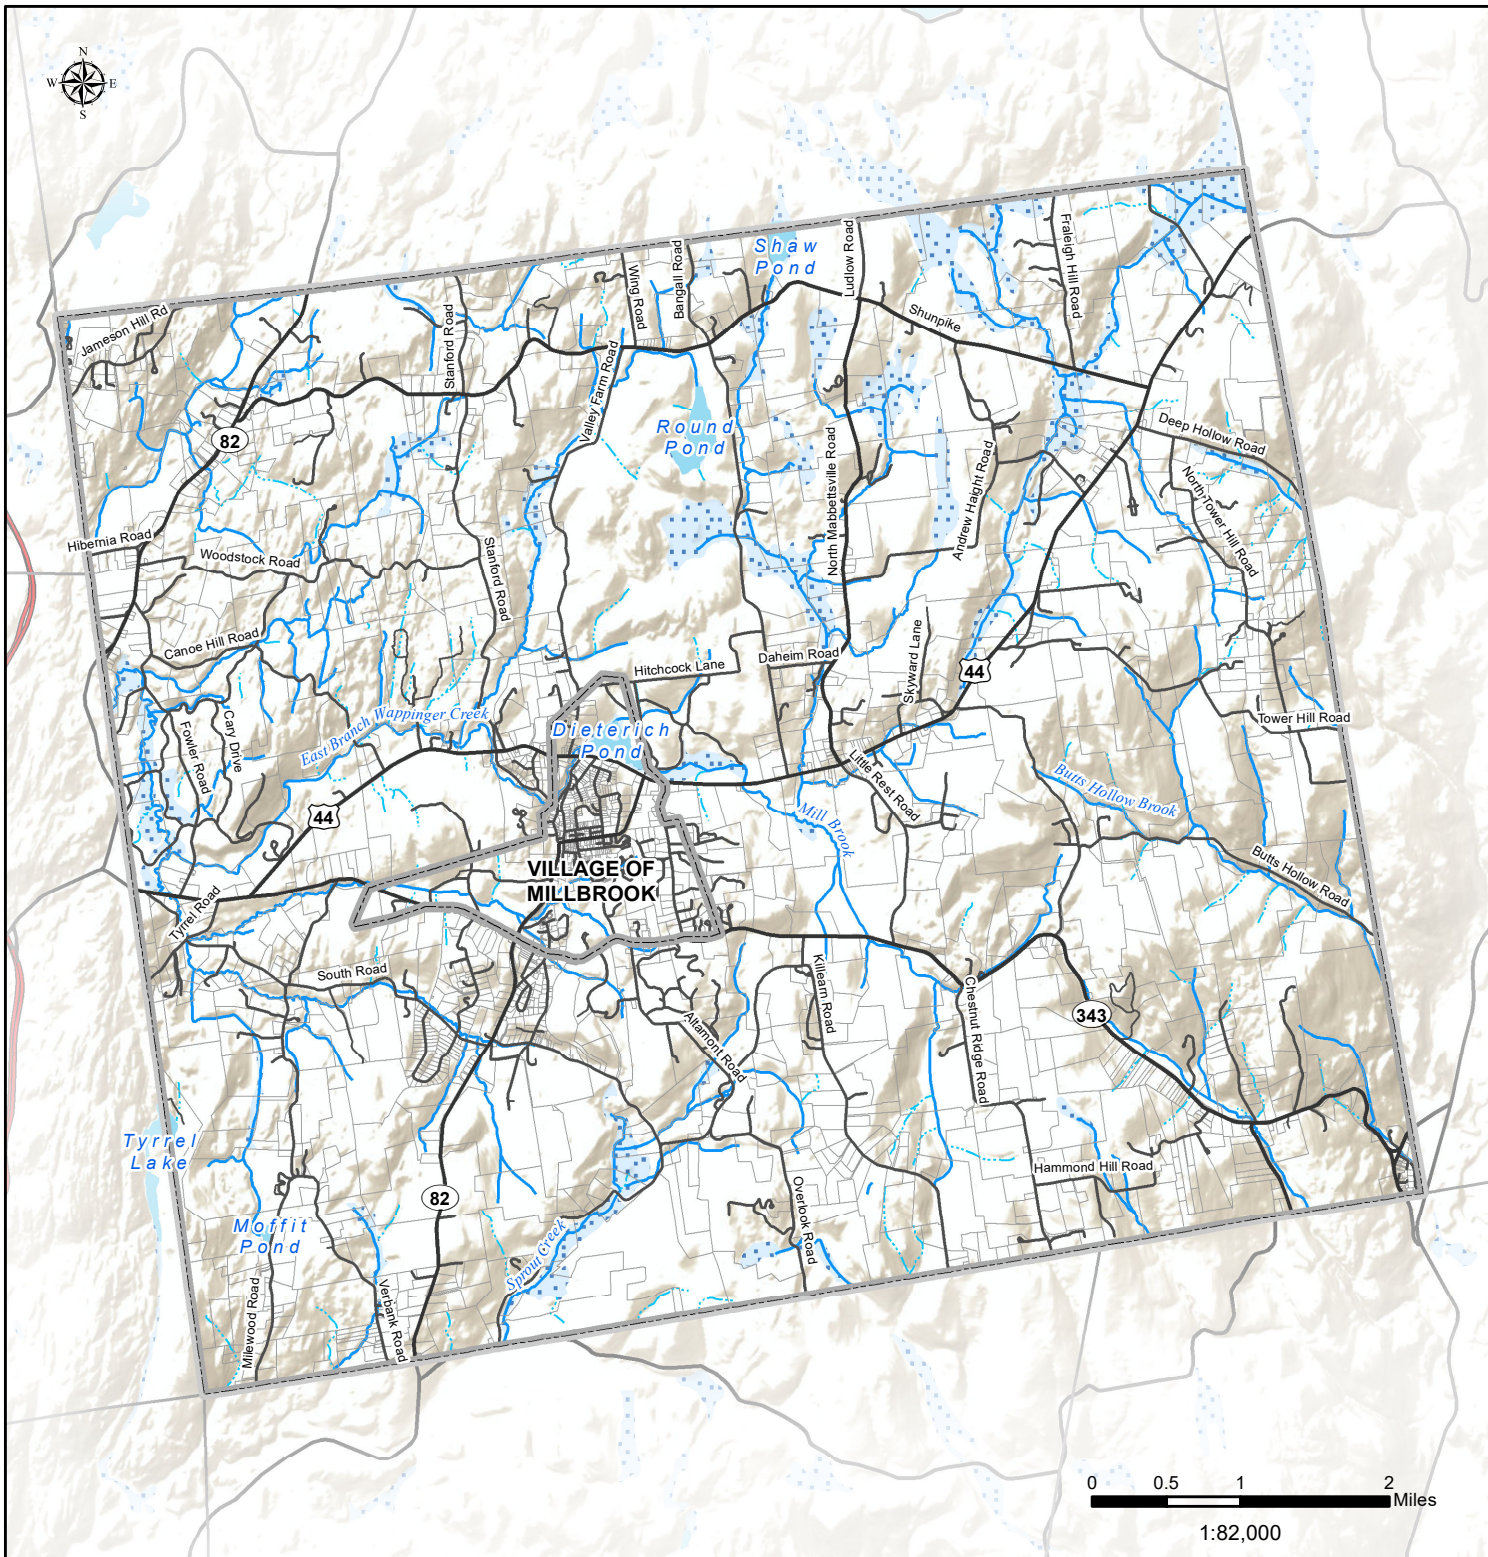 N
W
E
S
Shaw
Pond
Ludlow Road
Fraleigh Hill Road
Bangall Road
Wing Road
Shunpike
Jameson Hill Rd
Stanford Road
Valley Farm Road
Round
Pond
82
Deep Hollow Road
North Mabbettsville Road
Andrew Height Road
North Tower Hill Road
Hibernia Road
Woodstock Road
Stanford Road
Canoe Hill Road
Hitchcock Lane
Daheim Road
Skyward Lane
44
Cary Drive
Fowler Road
East Branch Wappinger Creek
Dieterich
Pond
Tower Hill Road
Little Rest Road
Butts Hollow Brook
44
Mill Brook
VILLAGE OF
MILLBROOK
Butts Hollow Road
Tyrrel Road
South Road
Killearn Road
Chestnut Ridge Road
343
Altamont Road
Tyrrel
Lake
Hammond Hill Road
82
Overlook Road
Moffit
Pond
Sprout Creek
Milewood Road
Verbank Road
0 0.5 1 2
Miles
1:82,000